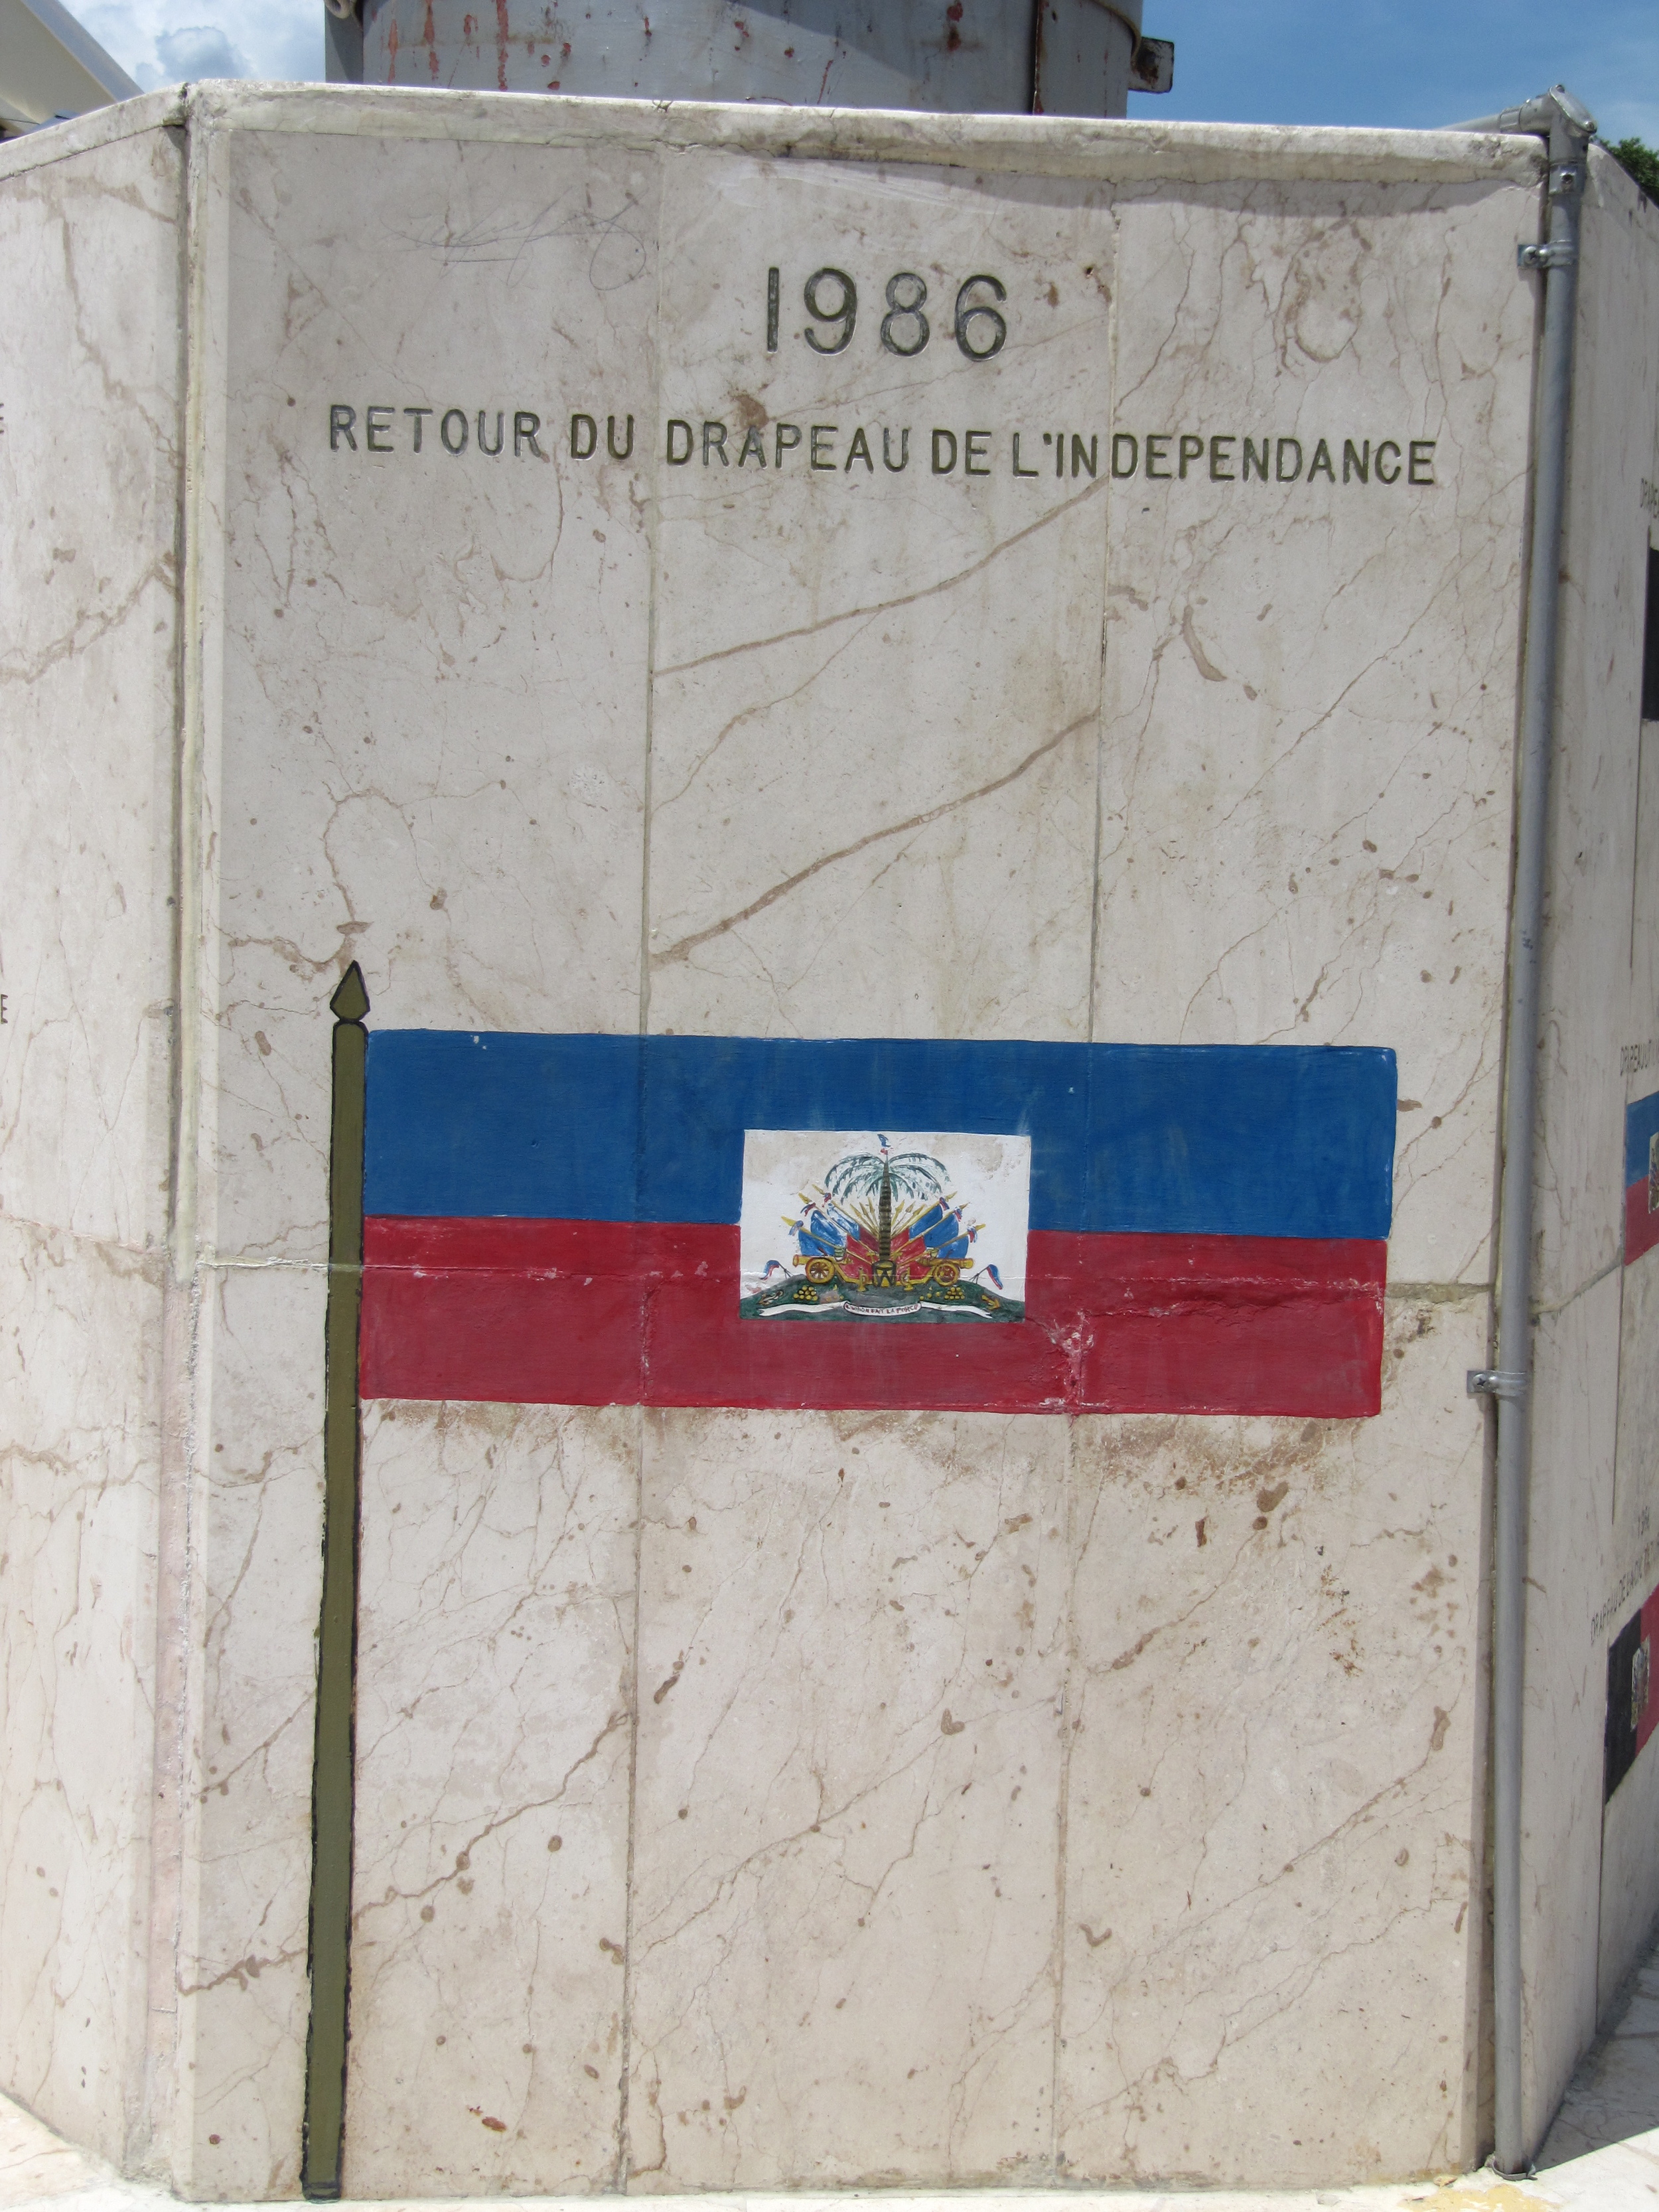 1986
RETOUR DU DRAPEAU DE L'INDEPENDANCE